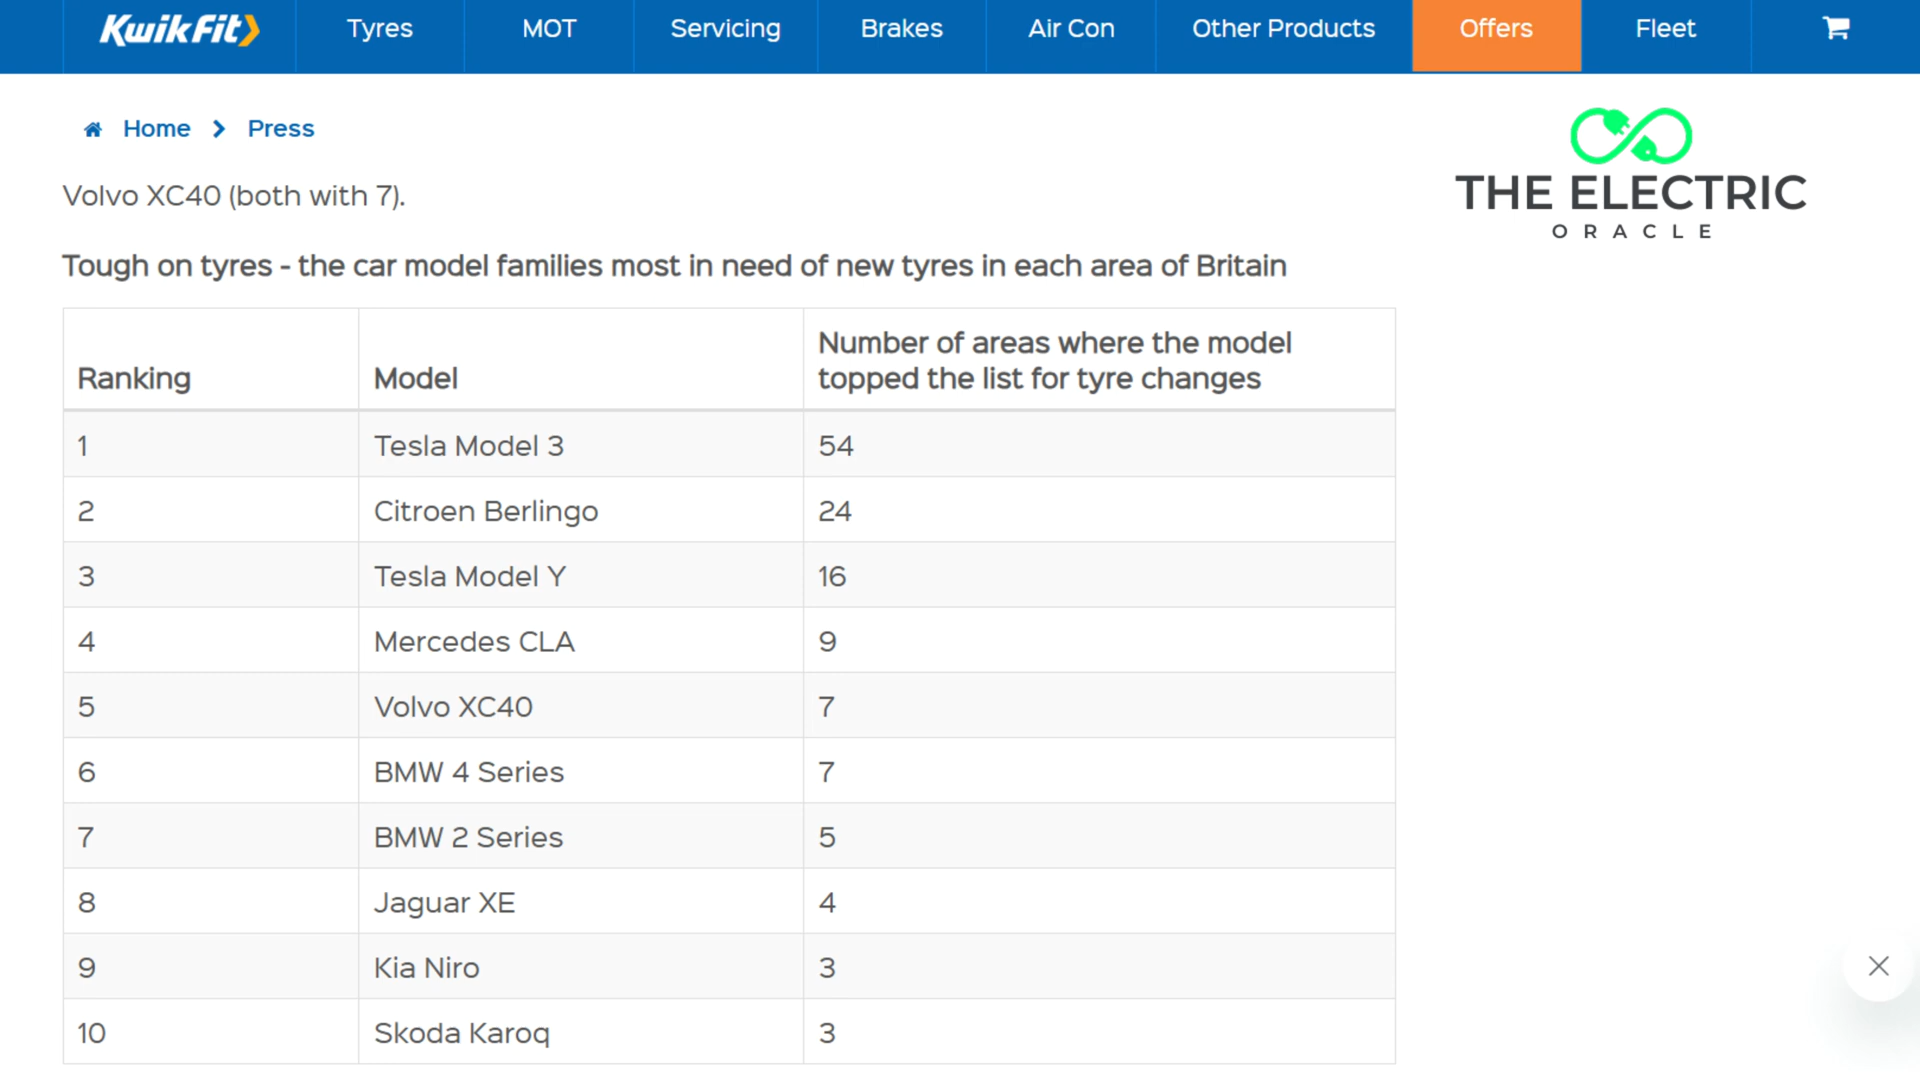 KwikFit
Tyres
MOT
Servicing
Brakes
Air Con
Other Products
Offers
Fleet
Home
Press
THE ELECTRIC
ORACLE
Volvo XC40 (both with 7).
Tough on tyres - the car model families most in need of new tyres in each area of Britain
Ranking Model Number of areas where the model
topped the list for tyre changes
1 Tesla Model 3 54
2 Citroen Berlingo 24
3 Tesla Model Y 16
4 Mercedes CLA 9
5 Volvo XC40 7
6 BMW 4 Series 7
7 BMW 2 Series 5
8 Jaguar XE 4
9 Kia Niro 3
10 Skoda Karoq 3